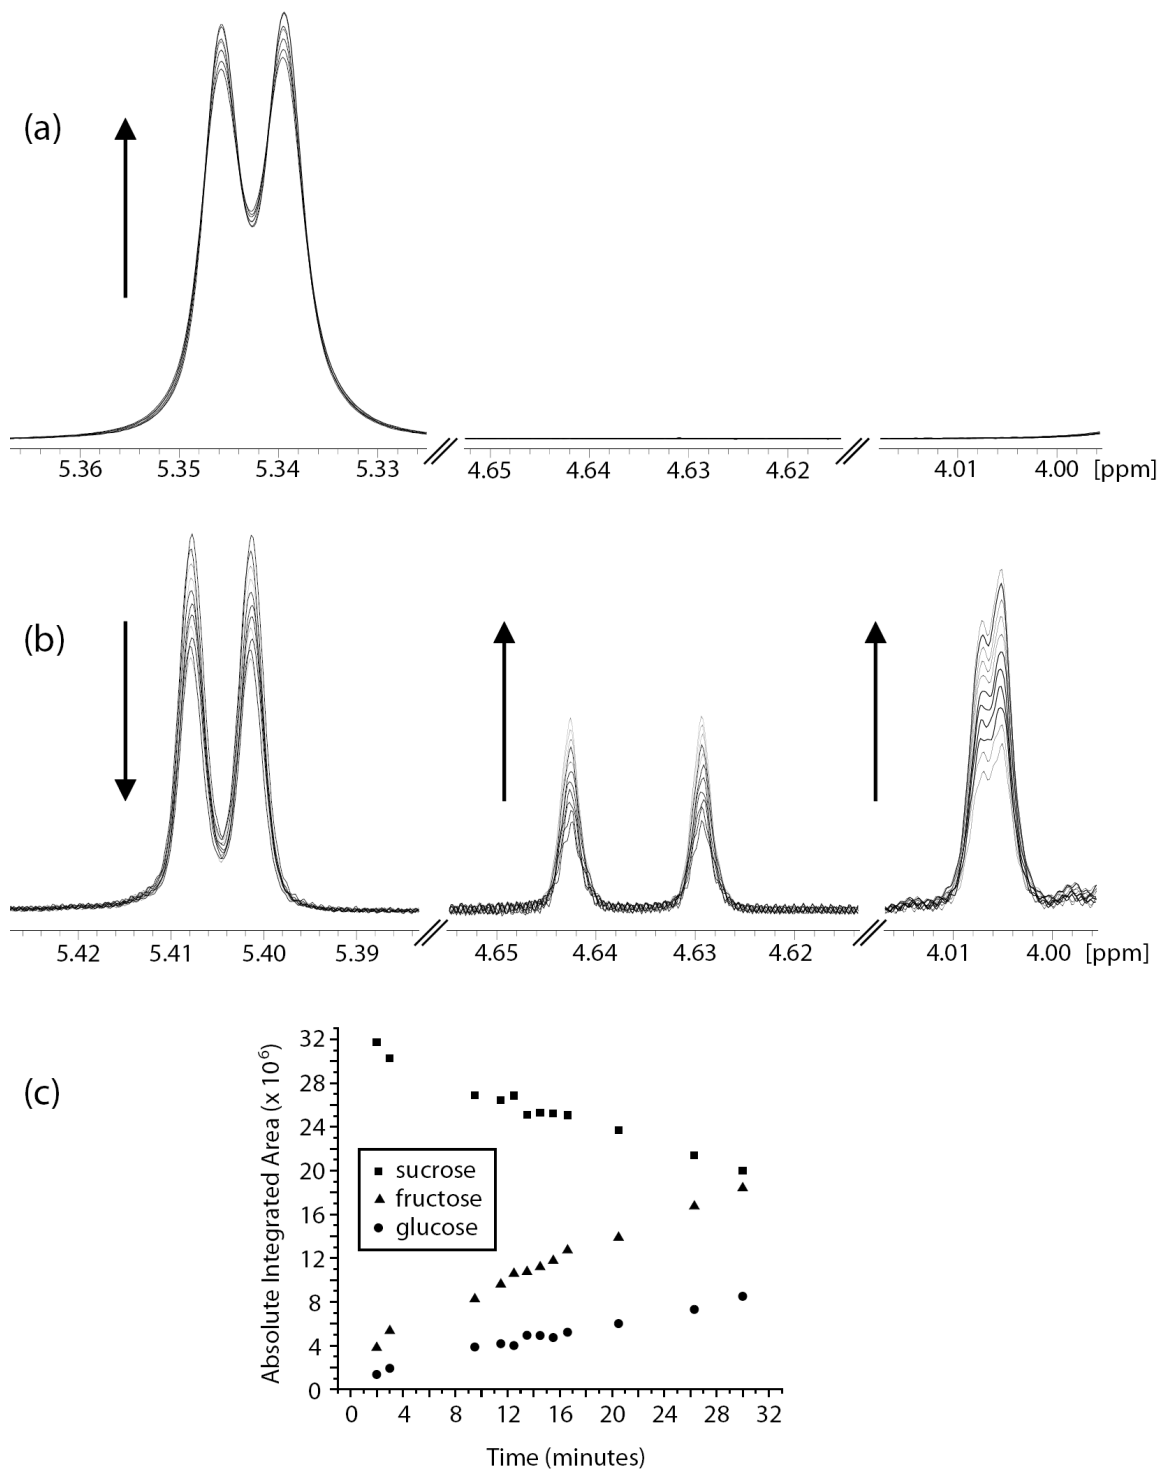 (a)
5.36 5.35 5.34 5.33 4.65 4.64 4.63 4.62 4.01 4.00 [ppm]
(b)
5.42 5.41 5.40 5.39 4.65 4.64 4.63 4.62 4.01 4.00 [ppm]
(c)
Absolute Integrated Area (x 10⁶)
32
28
24
20
16
12
8
4
0
sucrose
fructose
glucose
0 4 8 12 16 20 24 28 32
Time (minutes)